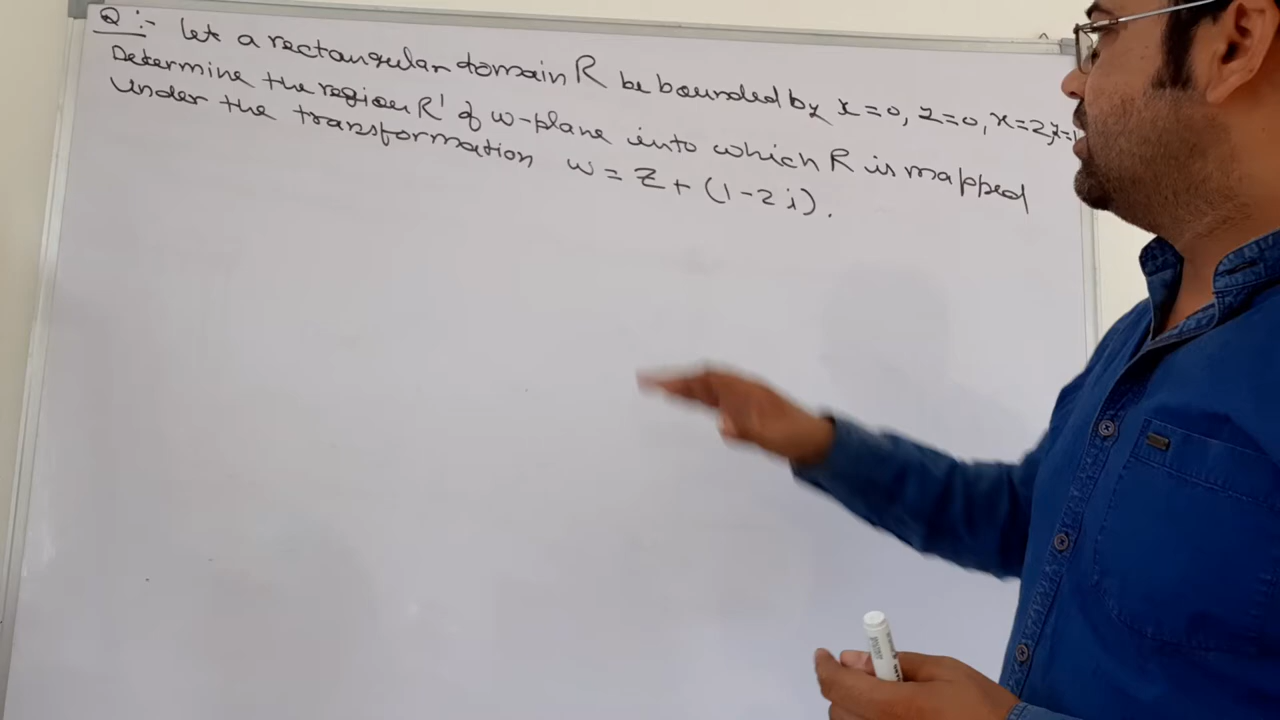 Q :- Let a rectangular domain R be bounded by x=0, z=0, x=2,
Determine the region R' of w-plane into which R is mapped
under the transformation w = z + (1-2i).